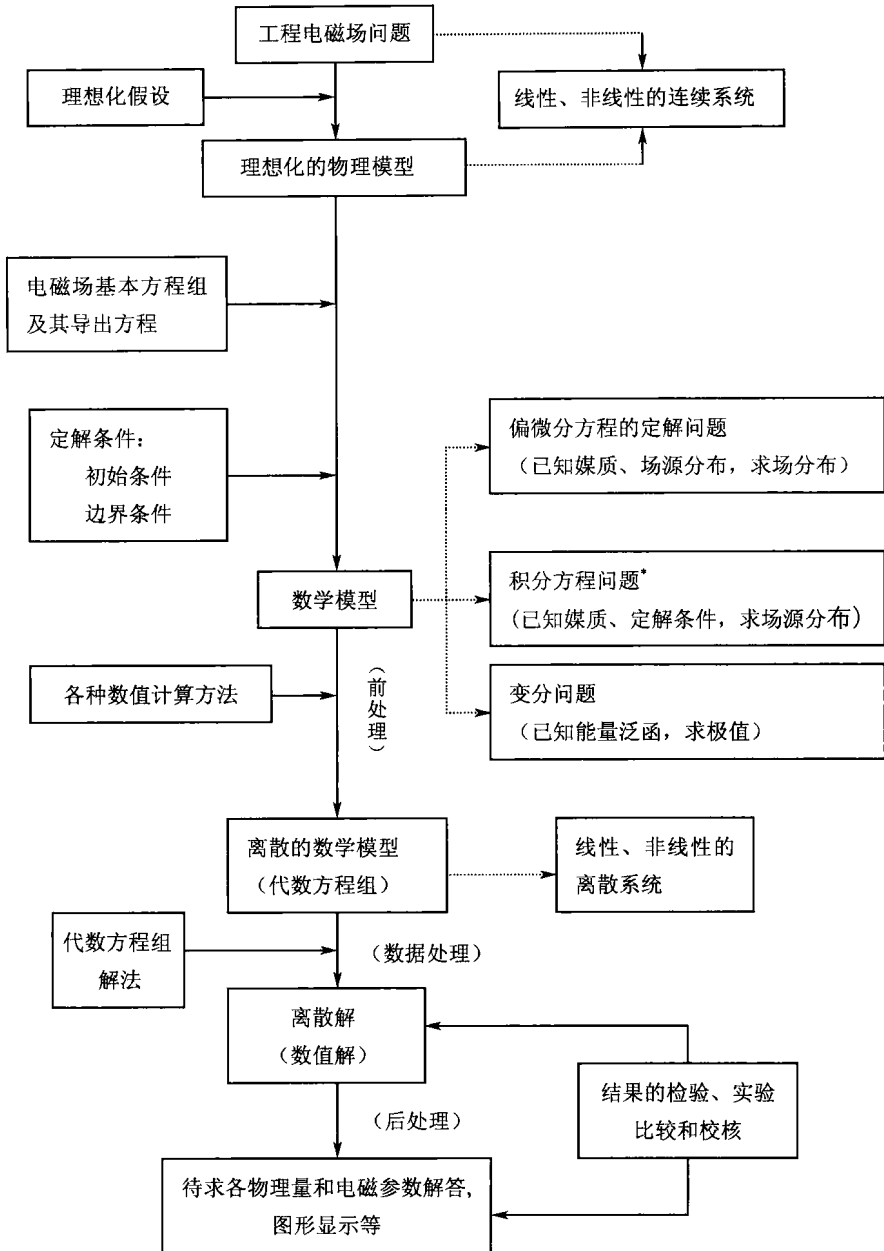 工程电磁场问题
理想化假设
线性、非线性的连续系统
理想化的物理模型
电磁场基本方程组
及其导出方程
定解条件：
初始条件
边界条件
偏微分方程的定解问题
（已知媒质、场源分布，求场分布）
数学模型
积分方程问题*
(已知媒质、定解条件，求场源分布)
各种数值计算方法
（前处理）
变分问题
（已知能量泛函，求极值）
离散的数学模型
（代数方程组）
线性、非线性的
离散系统
代数方程组
解法
（数据处理）
离散解
（数值解）
结果的检验、实验
比较和校核
（后处理）
待求各物理量和电磁参数解答,
图形显示等